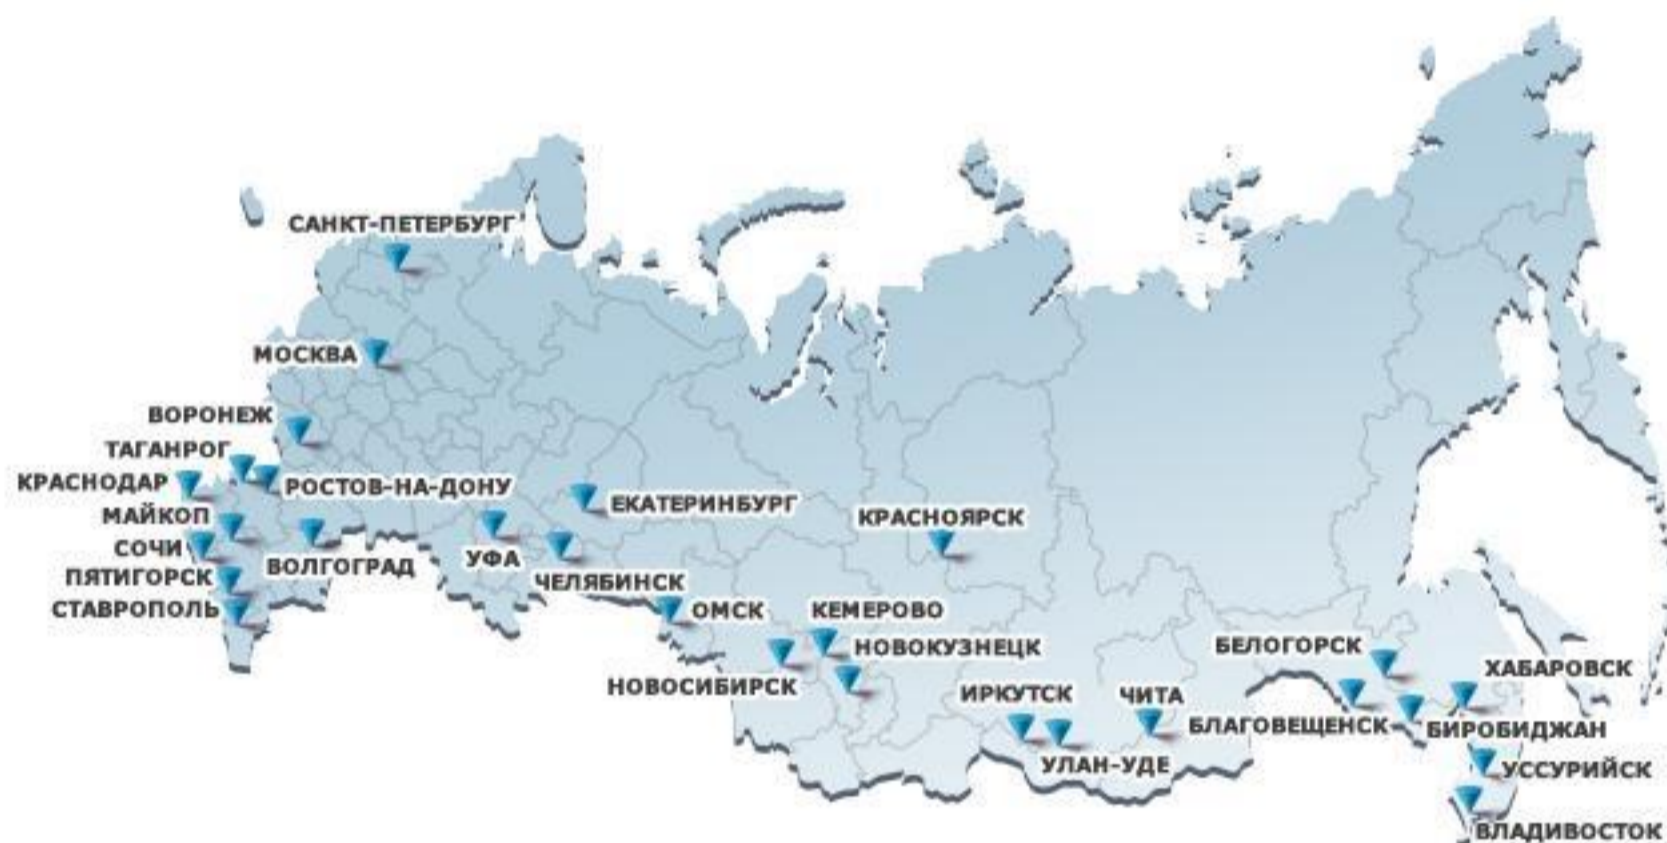 САНКТ-ПЕТЕРБУРГ
МОСКВА
ВОРОНЕЖ
ТАГАНРОГ
КРАСНОДАР
РОСТОВ-НА-ДОНУ
ЕКАТЕРИНБУРГ
МАЙКОП
КРАСНОЯРСК
СОЧИ
ВОЛГОГРАД
УФА
ПЯТИГОРСК
ЧЕЛЯБИНСК
СТАВРОПОЛЬ
ОМСК
КЕМЕРОВО
НОВОКУЗНЕЦК
БЕЛОГОРСК
ХАБАРОВСК
НОВОСИБИРСК
ИРКУТСК
ЧИТА
БЛАГОВЕЩЕНСК
БИРОБИДЖАН
УЛАН-УДЕ
УССУРИЙСК
ВЛАДИВОСТОК